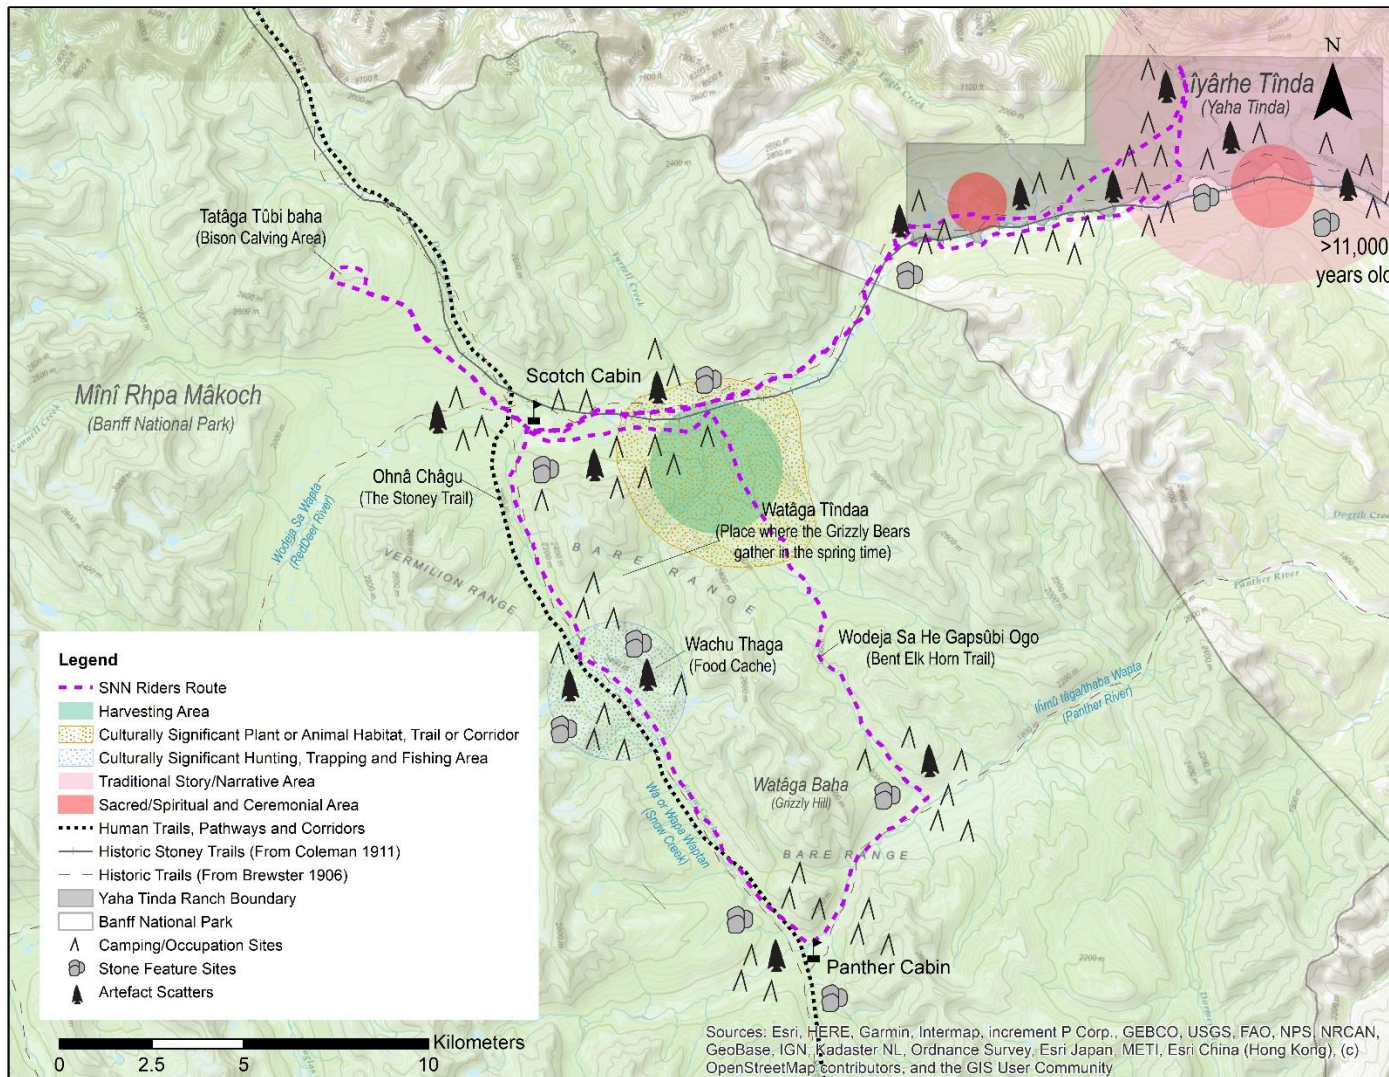 N
îyârhe Tînda
(Yaha Tinda)
>11,000
years old
Tatâga Tûbi baha
(Bison Calving Area)
Eagle Creek
Tyrrell Creek
Scotch Cabin
Mînî Rhpa Mâkoch
(Banff National Park)
Ohnâ Châgu
(The Stoney Trail)
Wodeja Sa Wapta
(RedDeer River)
VERMILION RANGE
BARE RANGE
Watâga Tîndaa
(Place where the Grizzly Bears
gather in the spring time)
Dogrib Creek
Panther River
Wachu Thaga
(Food Cache)
Wodeja Sa He Gapsûbi Ogo
(Bent Elk Horn Trail)
(Panther River)
Watâga Baha
(Grizzly Hill)
Wa or Wapa Waptan
(Snow Creek)
BARE RANGE
Panther Cabin
Legend
SNN Riders Route
Harvesting Area
Culturally Significant Plant or Animal Habitat, Trail or Corridor
Culturally Significant Hunting, Trapping and Fishing Area
Traditional Story/Narrative Area
Sacred/Spiritual and Ceremonial Area
Human Trails, Pathways and Corridors
Historic Stoney Trails (From Coleman 1911)
Historic Trails (From Brewster 1906)
Yaha Tinda Ranch Boundary
Banff National Park
Camping/Occupation Sites
Stone Feature Sites
Artefact Scatters
Kilometers
0 2.5 5 10
Sources: Esri, HERE, Garmin, Intermap, increment P Corp., GEBCO, USGS, FAO, NPS, NRCAN,
GeoBase, IGN, Kadaster NL, Ordnance Survey, Esri Japan, METI, Esri China (Hong Kong), (c)
OpenStreetMap contributors, and the GIS User Community